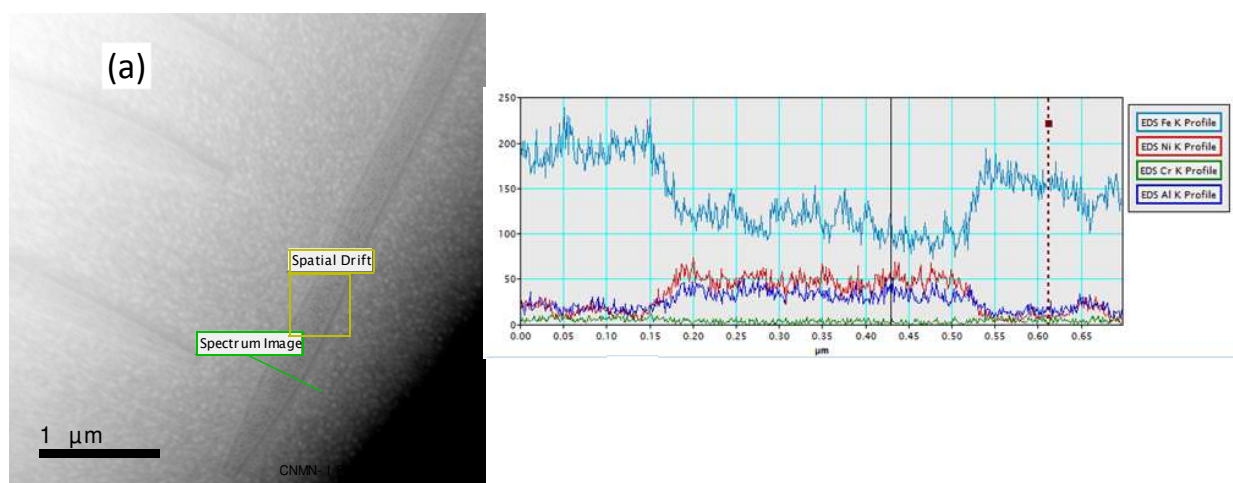 (a)
Spatial Drift
Spectrum Image
1 μm
CNMN-
250
200
150
100
50
0
0.00 0.05 0.10 0.15 0.20 0.25 0.30 0.35 0.40 0.45 0.50 0.55 0.60 0.65
μm
EDS Fe K Profile
EDS Ni K Profile
EDS Cr K Profile
EDS Al K Profile